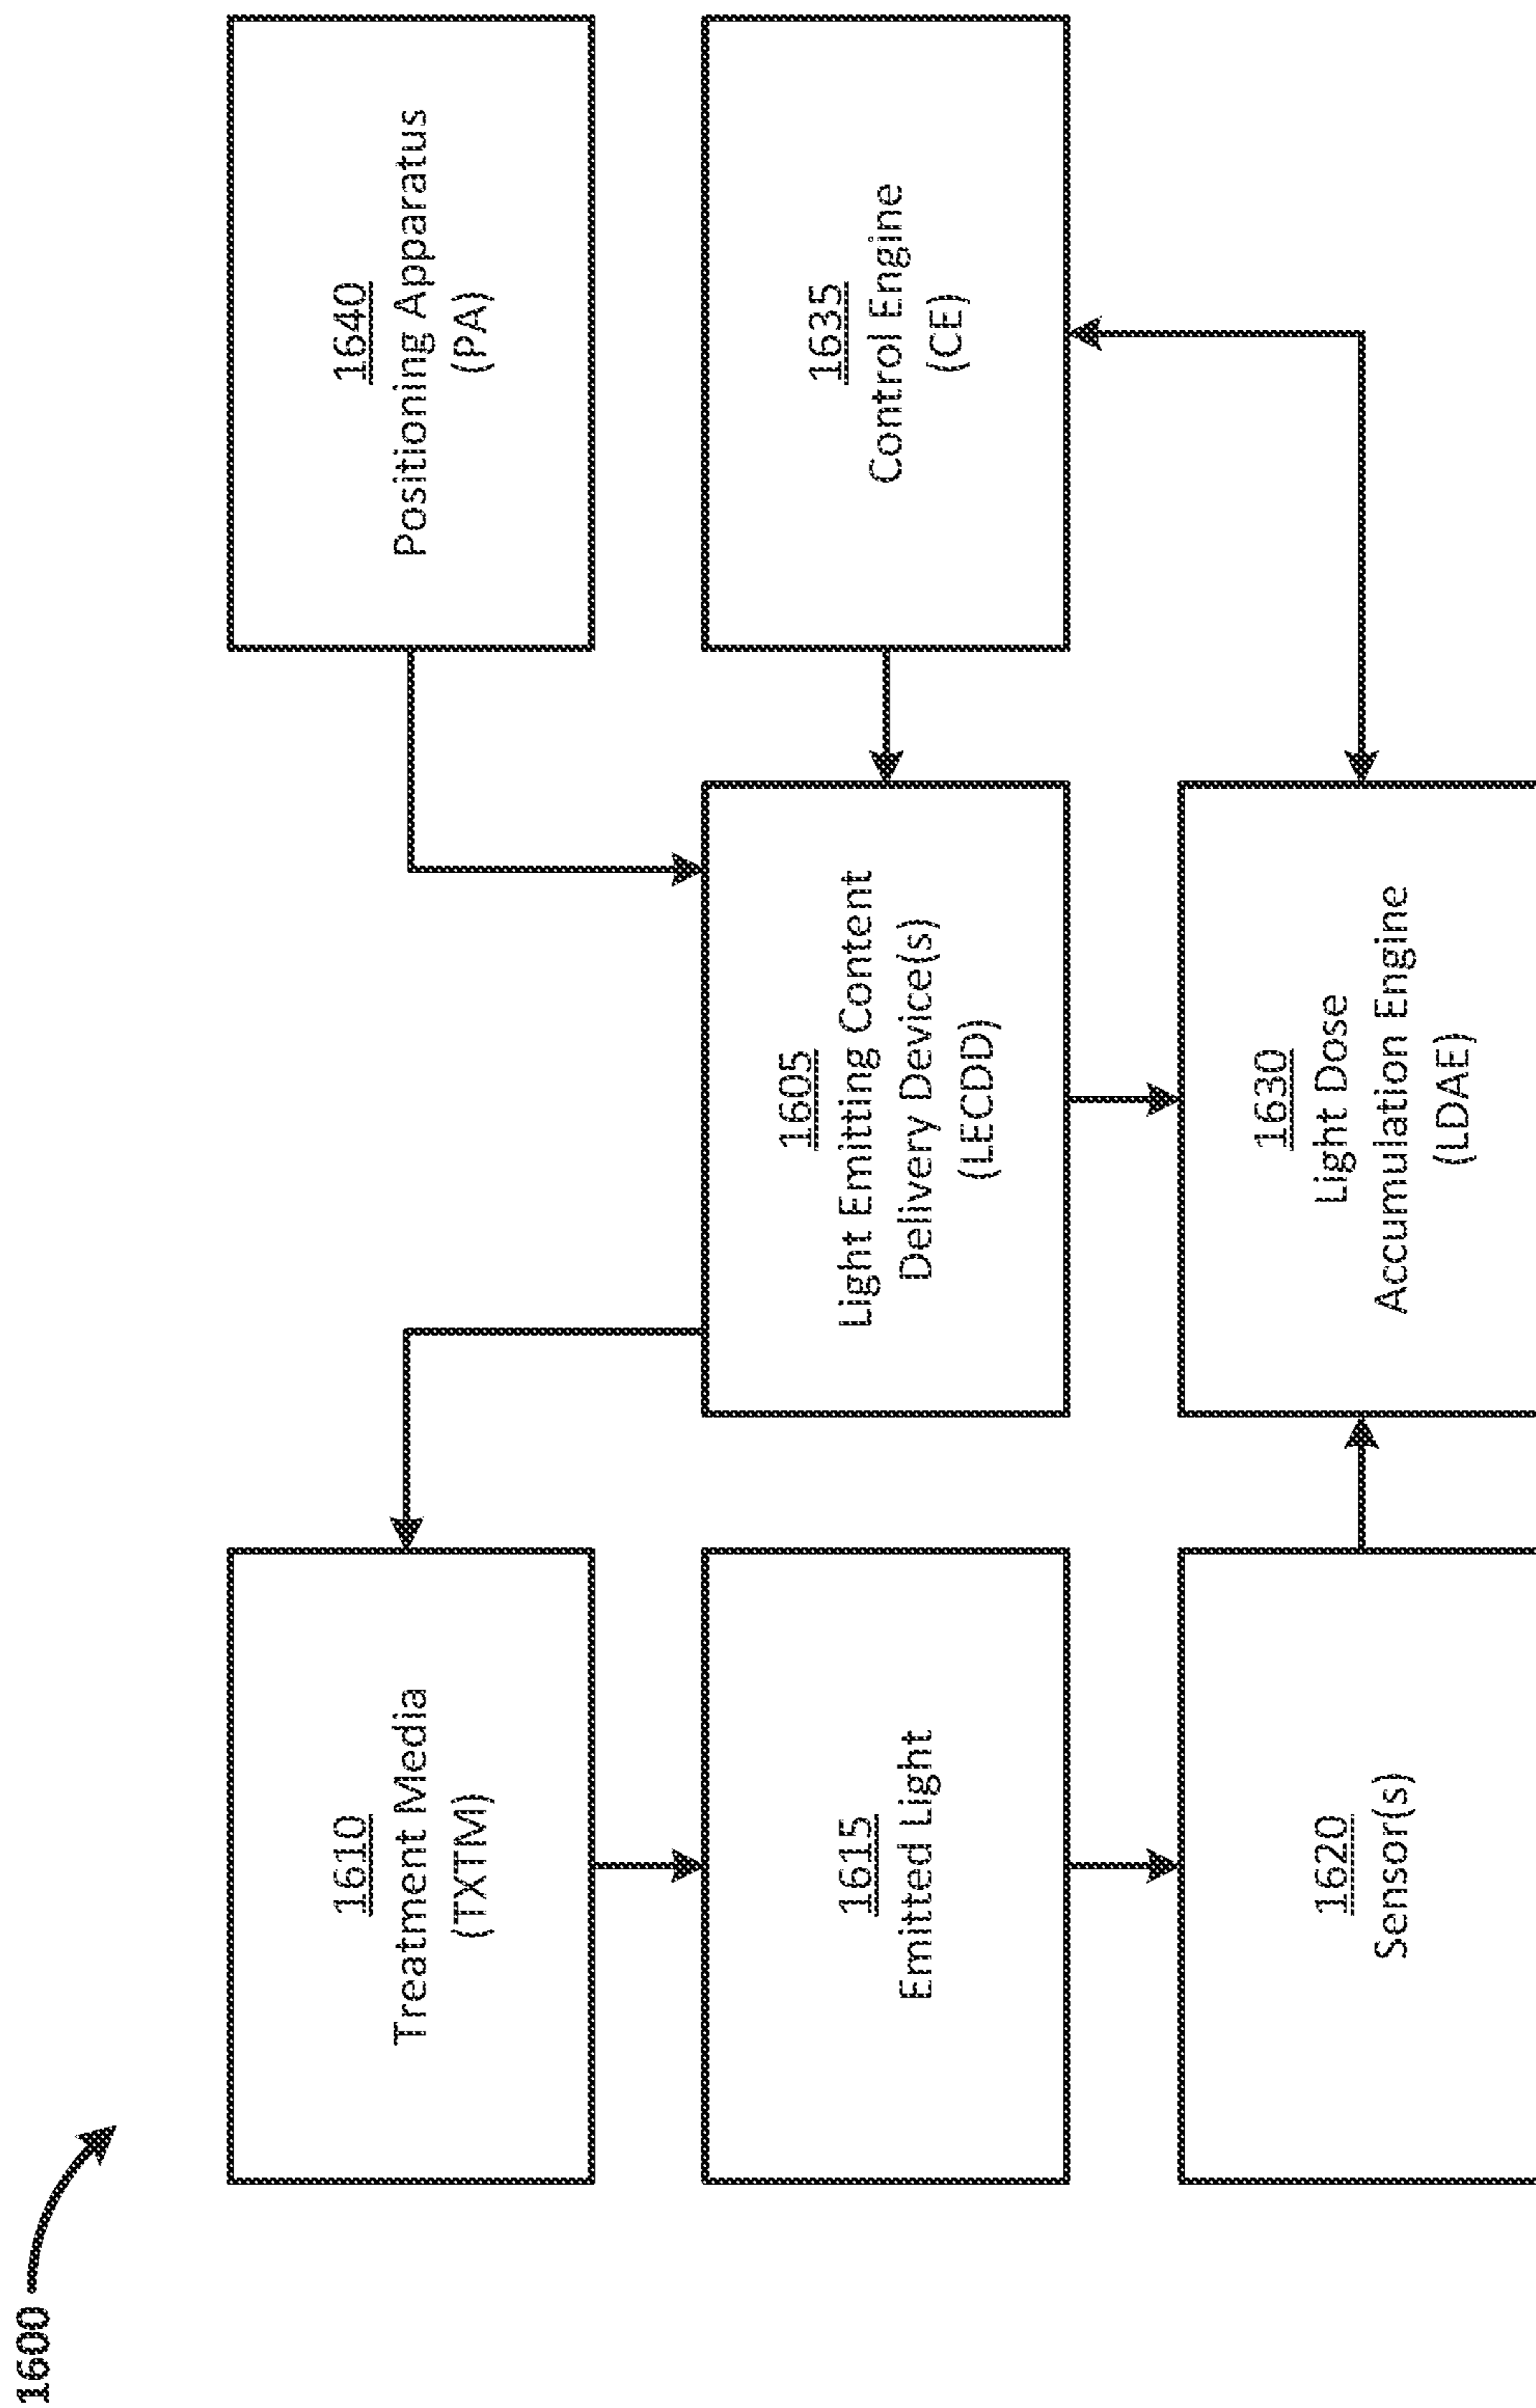 1600
1610
Treatment Media
(TXTM)
1615
Emitted Light
1620
Sensor(s)
1605
Light Emitting Content
Delivery Device(s)
(LECDD)
1630
Light Dose
Accumulation Engine
(LDAE)
1640
Positioning Apparatus
(PA)
1635
Control Engine
(CE)